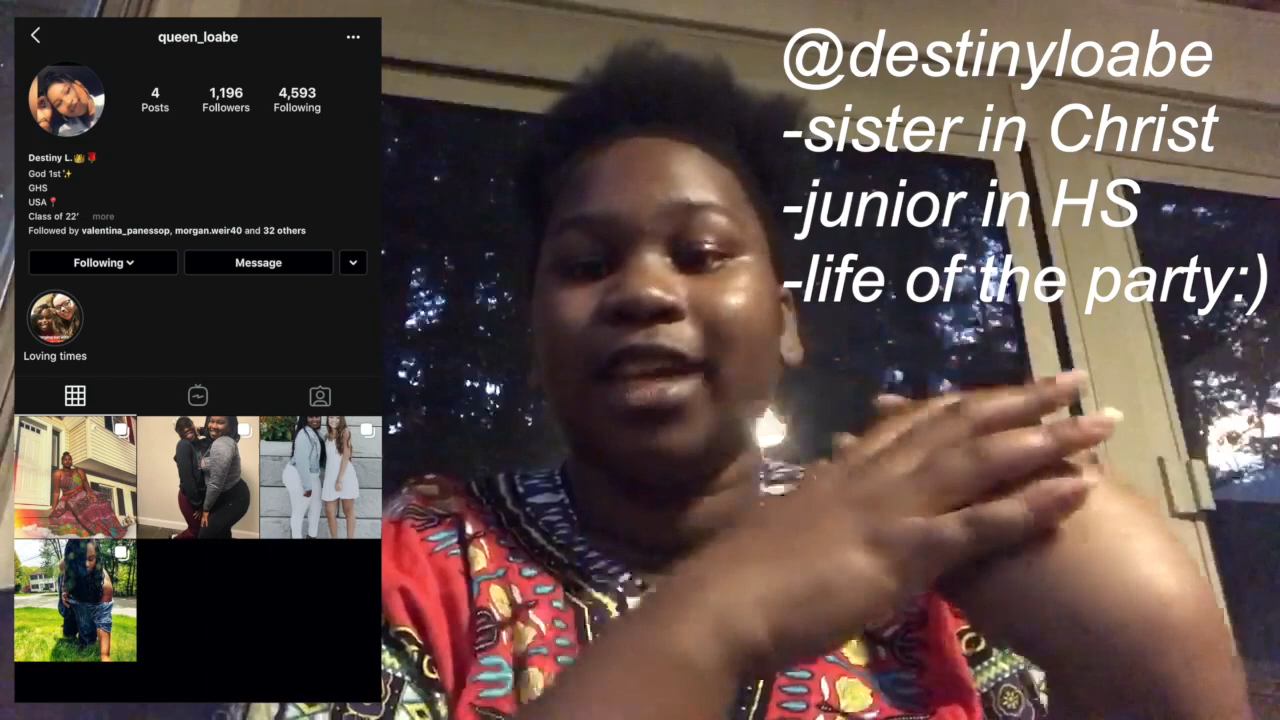 queen_loabe
4
1,196
4,593
Posts
Followers
Following
Destiny L.👑🌹
God 1st✨
GHS
USA📍
Class of 22' more
Followed by valentina_panessop, morgan.weir40 and 32 others
Following
Message
Loving times
@destinyloabe
-sister in Christ
-junior in HS
-life of the party:)